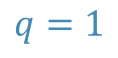 q = 1